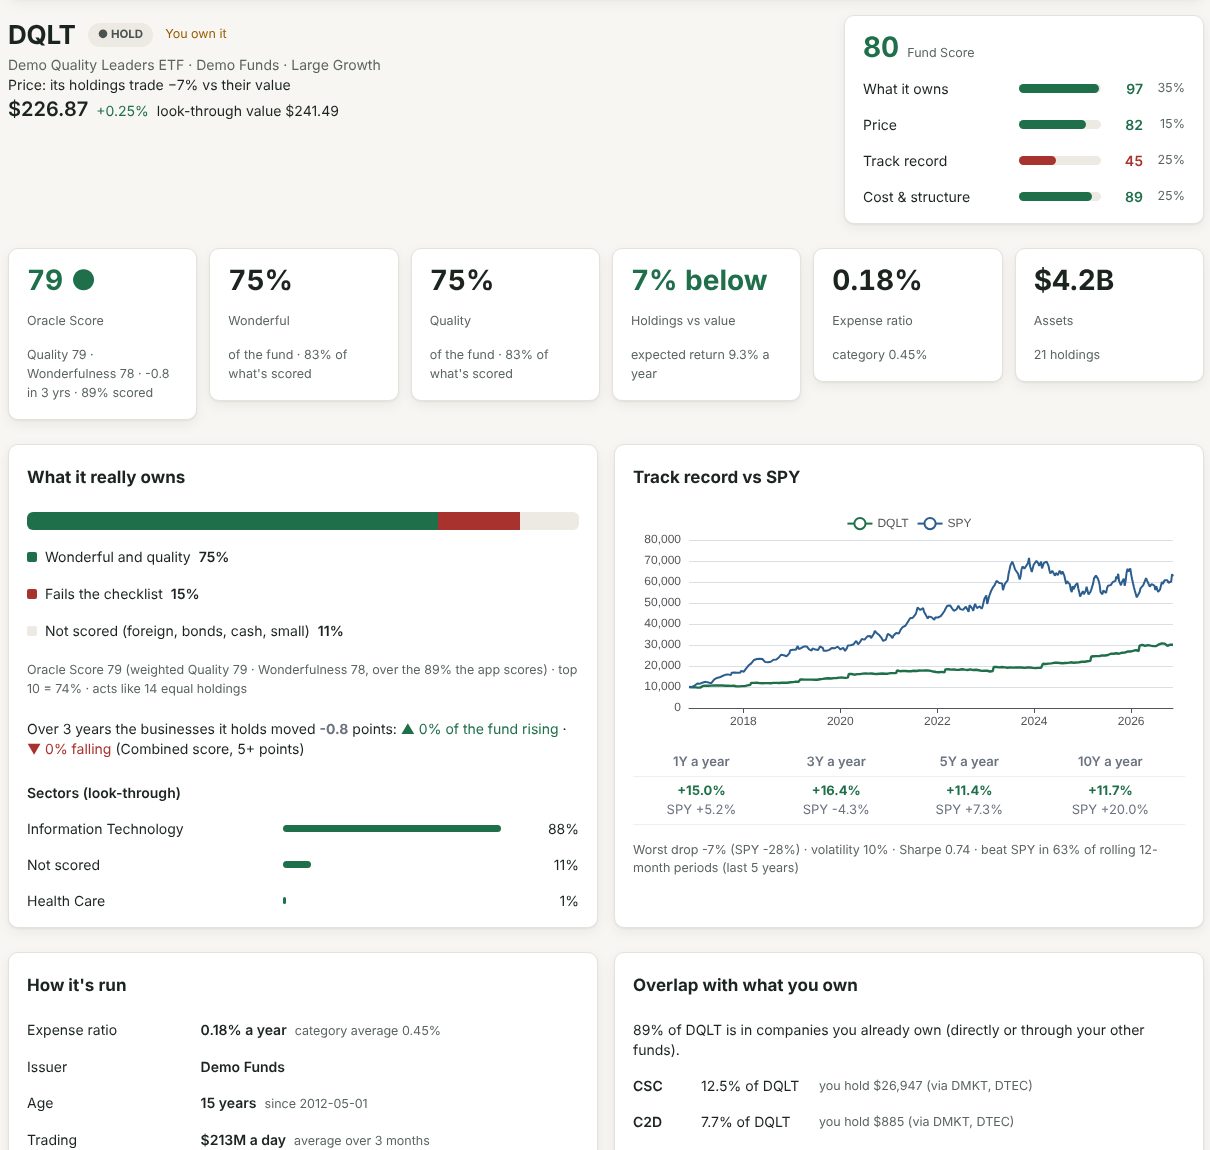 DQLT
HOLD
You own it
Demo Quality Leaders ETF · Demo Funds · Large Growth
Price: its holdings trade −7% vs their value
$226.87 +0.25% look-through value $241.49
80 Fund Score
What it owns 97 35%
Price 82 15%
Track record 45 25%
Cost & structure 89 25%
79
Oracle Score
Quality 79 ·
Wonderfulness 78 · -0.8
in 3 yrs · 89% scored
75%
Wonderful
of the fund · 83% of
what's scored
75%
Quality
of the fund · 83% of
what's scored
7% below
Holdings vs value
expected return 9.3% a
year
0.18%
Expense ratio
category 0.45%
$4.2B
Assets
21 holdings
What it really owns
Wonderful and quality 75%
Fails the checklist 15%
Not scored (foreign, bonds, cash, small) 11%
Oracle Score 79 (weighted Quality 79 · Wonderfulness 78, over the 89% the app scores) · top
10 = 74% · acts like 14 equal holdings
Over 3 years the businesses it holds moved -0.8 points: ▲ 0% of the fund rising ·
▼ 0% falling (Combined score, 5+ points)
Sectors (look-through)
Information Technology 88%
Not scored 11%
Health Care 1%
Track record vs SPY
DQLT SPY
80,000
70,000
60,000
50,000
40,000
30,000
20,000
10,000
0
2018 2020 2022 2024 2026
1Y a year 3Y a year 5Y a year 10Y a year
+15.0% +16.4% +11.4% +11.7%
SPY +5.2% SPY -4.3% SPY +7.3% SPY +20.0%
Worst drop -7% (SPY -28%) · volatility 10% · Sharpe 0.74 · beat SPY in 63% of rolling 12-
month periods (last 5 years)
How it's run
Expense ratio 0.18% a year category average 0.45%
Issuer Demo Funds
Age 15 years since 2012-05-01
Trading $213M a day average over 3 months
Overlap with what you own
89% of DQLT is in companies you already own (directly or through your other
funds).
CSC 12.5% of DQLT you hold $26,947 (via DMKT, DTEC)
C2D 7.7% of DQLT you hold $885 (via DMKT, DTEC)